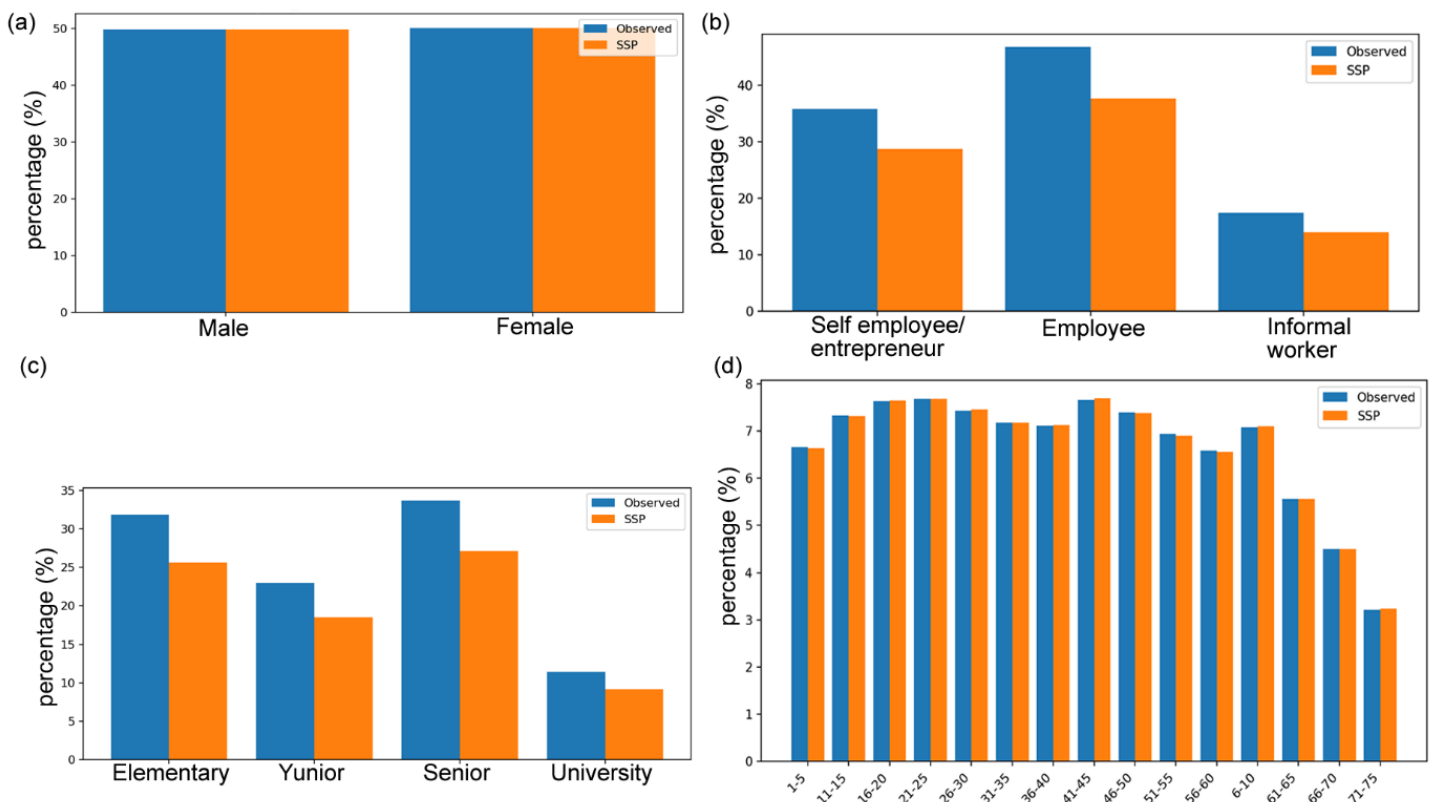 (a)
percentage (%)
50
40
30
20
10
0
Observed
SSP
Male
Female
(b)
percentage (%)
40
30
20
10
0
Observed
SSP
Self employee/
entrepreneur
Employee
Informal
worker
(c)
percentage (%)
35
30
25
20
15
10
5
0
Observed
SSP
Elementary
Yunior
Senior
University
(d)
percentage (%)
8
7
6
5
4
3
2
1
0
Observed
SSP
1-5
11-15
16-20
21-25
26-30
31-35
36-40
41-45
46-50
51-55
56-60
6-10
61-65
66-70
71-75